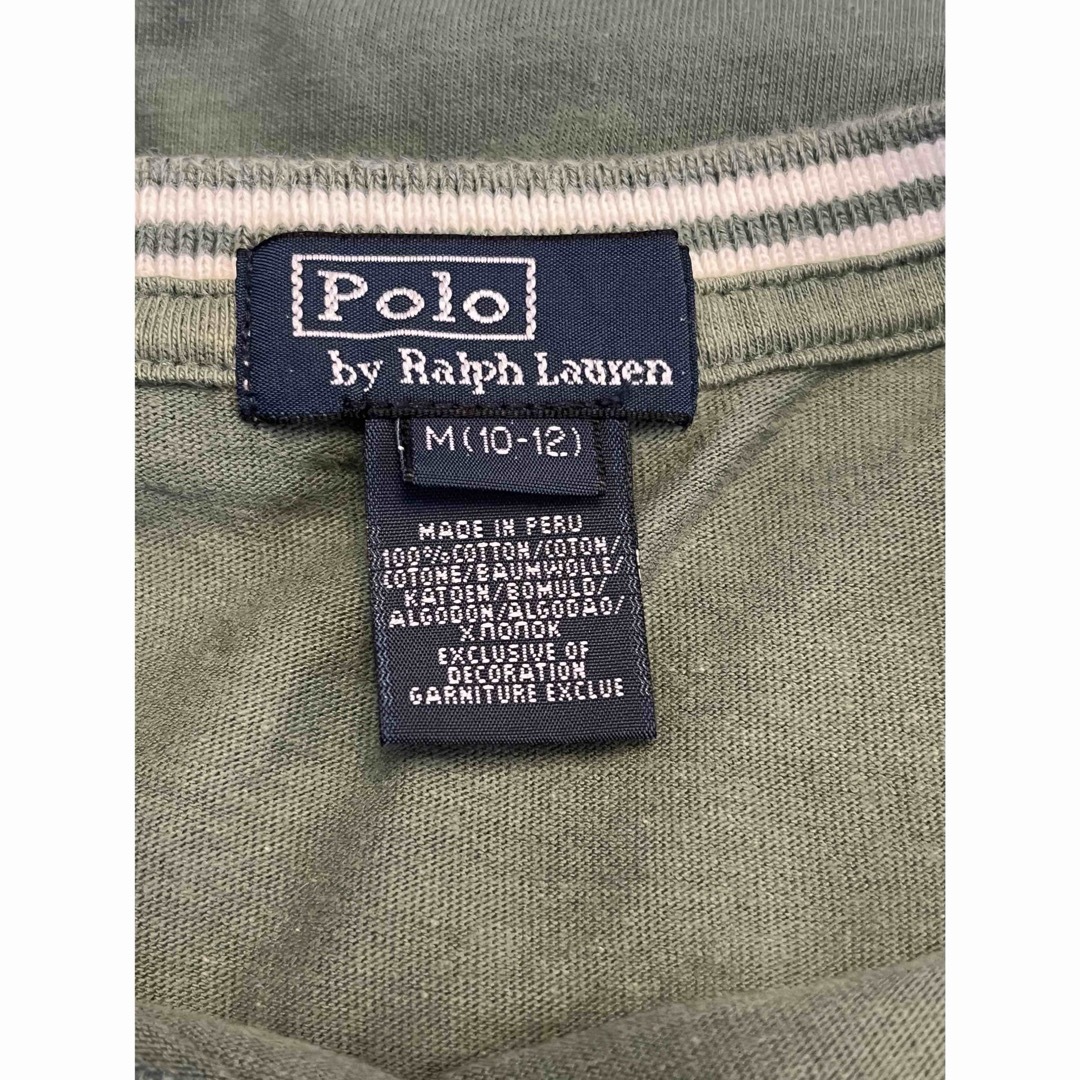 Polo
by Ralph Lauren
M(10-12)
MADE IN PERU
100%COTTON/COTON/
COTONE/BAUMWOLLE/
KATOEN/BOMULD/
ALGODON/ALGODAO/
ХЛОПОК
EXCLUSIVE OF
DECORATION
GARNITURE EXCLUE